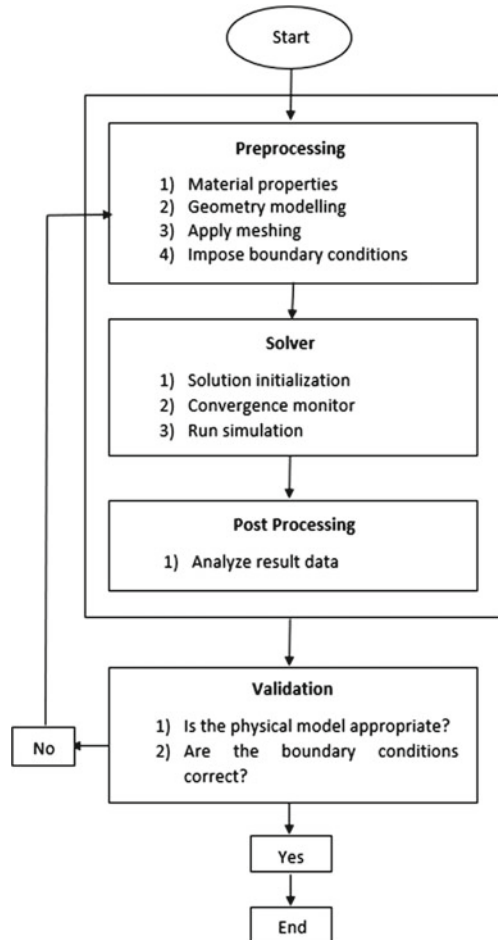 Start
Preprocessing
1) Material properties
2) Geometry modelling
3) Apply meshing
4) Impose boundary conditions
Solver
1) Solution initialization
2) Convergence monitor
3) Run simulation
Post Processing
1) Analyze result data
Validation
1) Is the physical model appropriate?
2) Are the boundary conditions
correct?
No
Yes
End